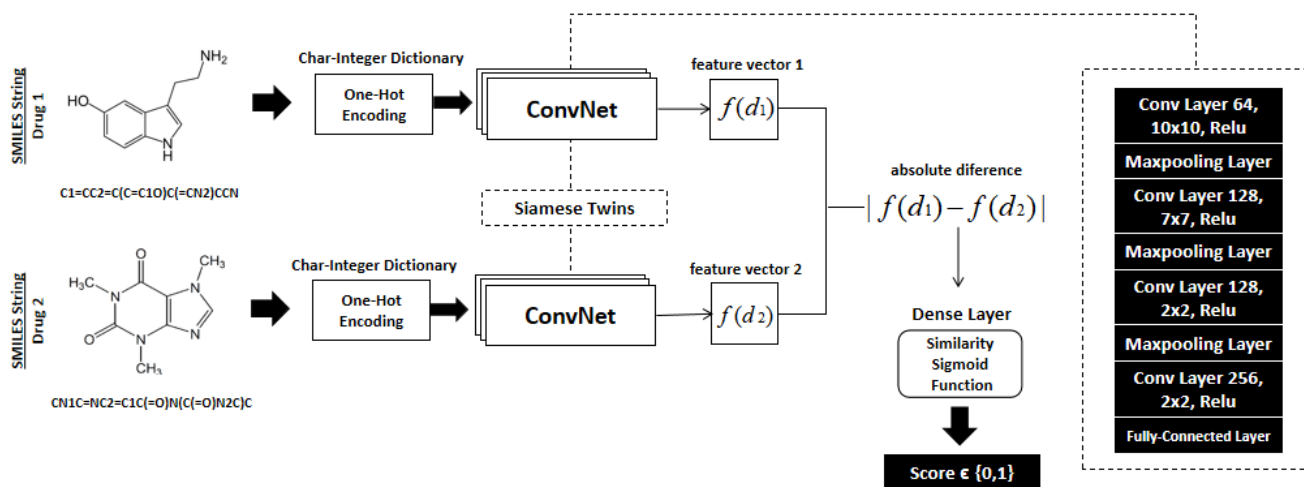 SMILES String
Drug 1
NH2
HO
N
H
C1=CC2=C(C=C1O)C(=CN2)CCN
Char-Integer Dictionary
One-Hot
Encoding
ConvNet
feature vector 1
f(d1)
Siamese Twins
SMILES String
Drug 2
O
CH3
H3C
N
N
O
N
N
CH3
CN1C=NC2=C1C(=O)N(C(=O)N2C)C
Char-Integer Dictionary
One-Hot
Encoding
ConvNet
feature vector 2
f(d2)
absolute diference
|f(d1)−f(d2)|
Dense Layer
Similarity
Sigmoid
Function
Score ϵ {0,1}
Conv Layer 64,
10x10, Relu
Maxpooling Layer
Conv Layer 128,
7x7, Relu
Maxpooling Layer
Conv Layer 128,
2x2, Relu
Maxpooling Layer
Conv Layer 256,
2x2, Relu
Fully-Connected Layer